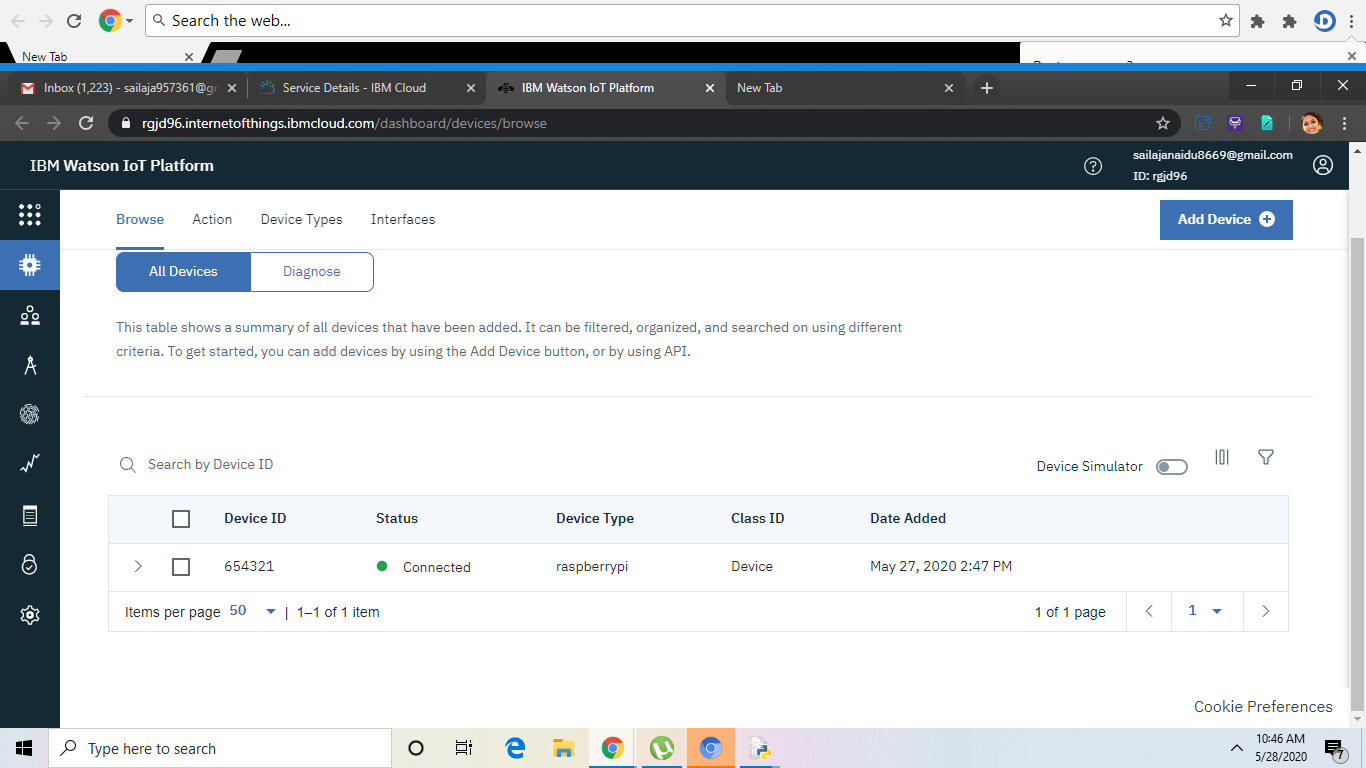 Search the web...
New Tab
Inbox (1,223) - sailaja957361@gr
Service Details - IBM Cloud
IBM Watson IoT Platform
New Tab
rgjd96.internetofthings.ibmcloud.com/dashboard/devices/browse
IBM Watson IoT Platform
sailajanaidu8669@gmail.com
ID: rgjd96
Browse Action Device Types Interfaces
Add Device
All Devices Diagnose
This table shows a summary of all devices that have been added. It can be filtered, organized, and searched on using different
criteria. To get started, you can add devices by using the Add Device button, or by using API.
Search by Device ID
Device Simulator
Device ID Status Device Type Class ID Date Added
654321 Connected raspberrypi Device May 27, 2020 2:47 PM
Items per page 50 | 1–1 of 1 item
1 of 1 page 1
Cookie Preferences
Type here to search
10:46 AM
5/28/2020
7